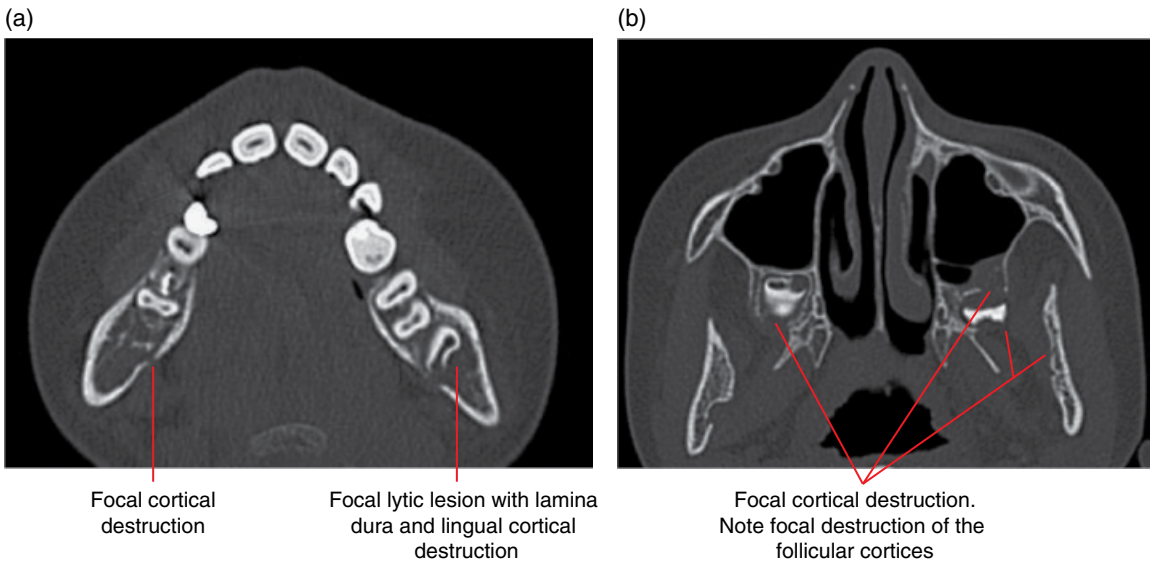 (a)
(b)
Focal cortical
destruction
Focal lytic lesion with lamina
dura and lingual cortical
destruction
Focal cortical destruction.
Note focal destruction of the
follicular cortices